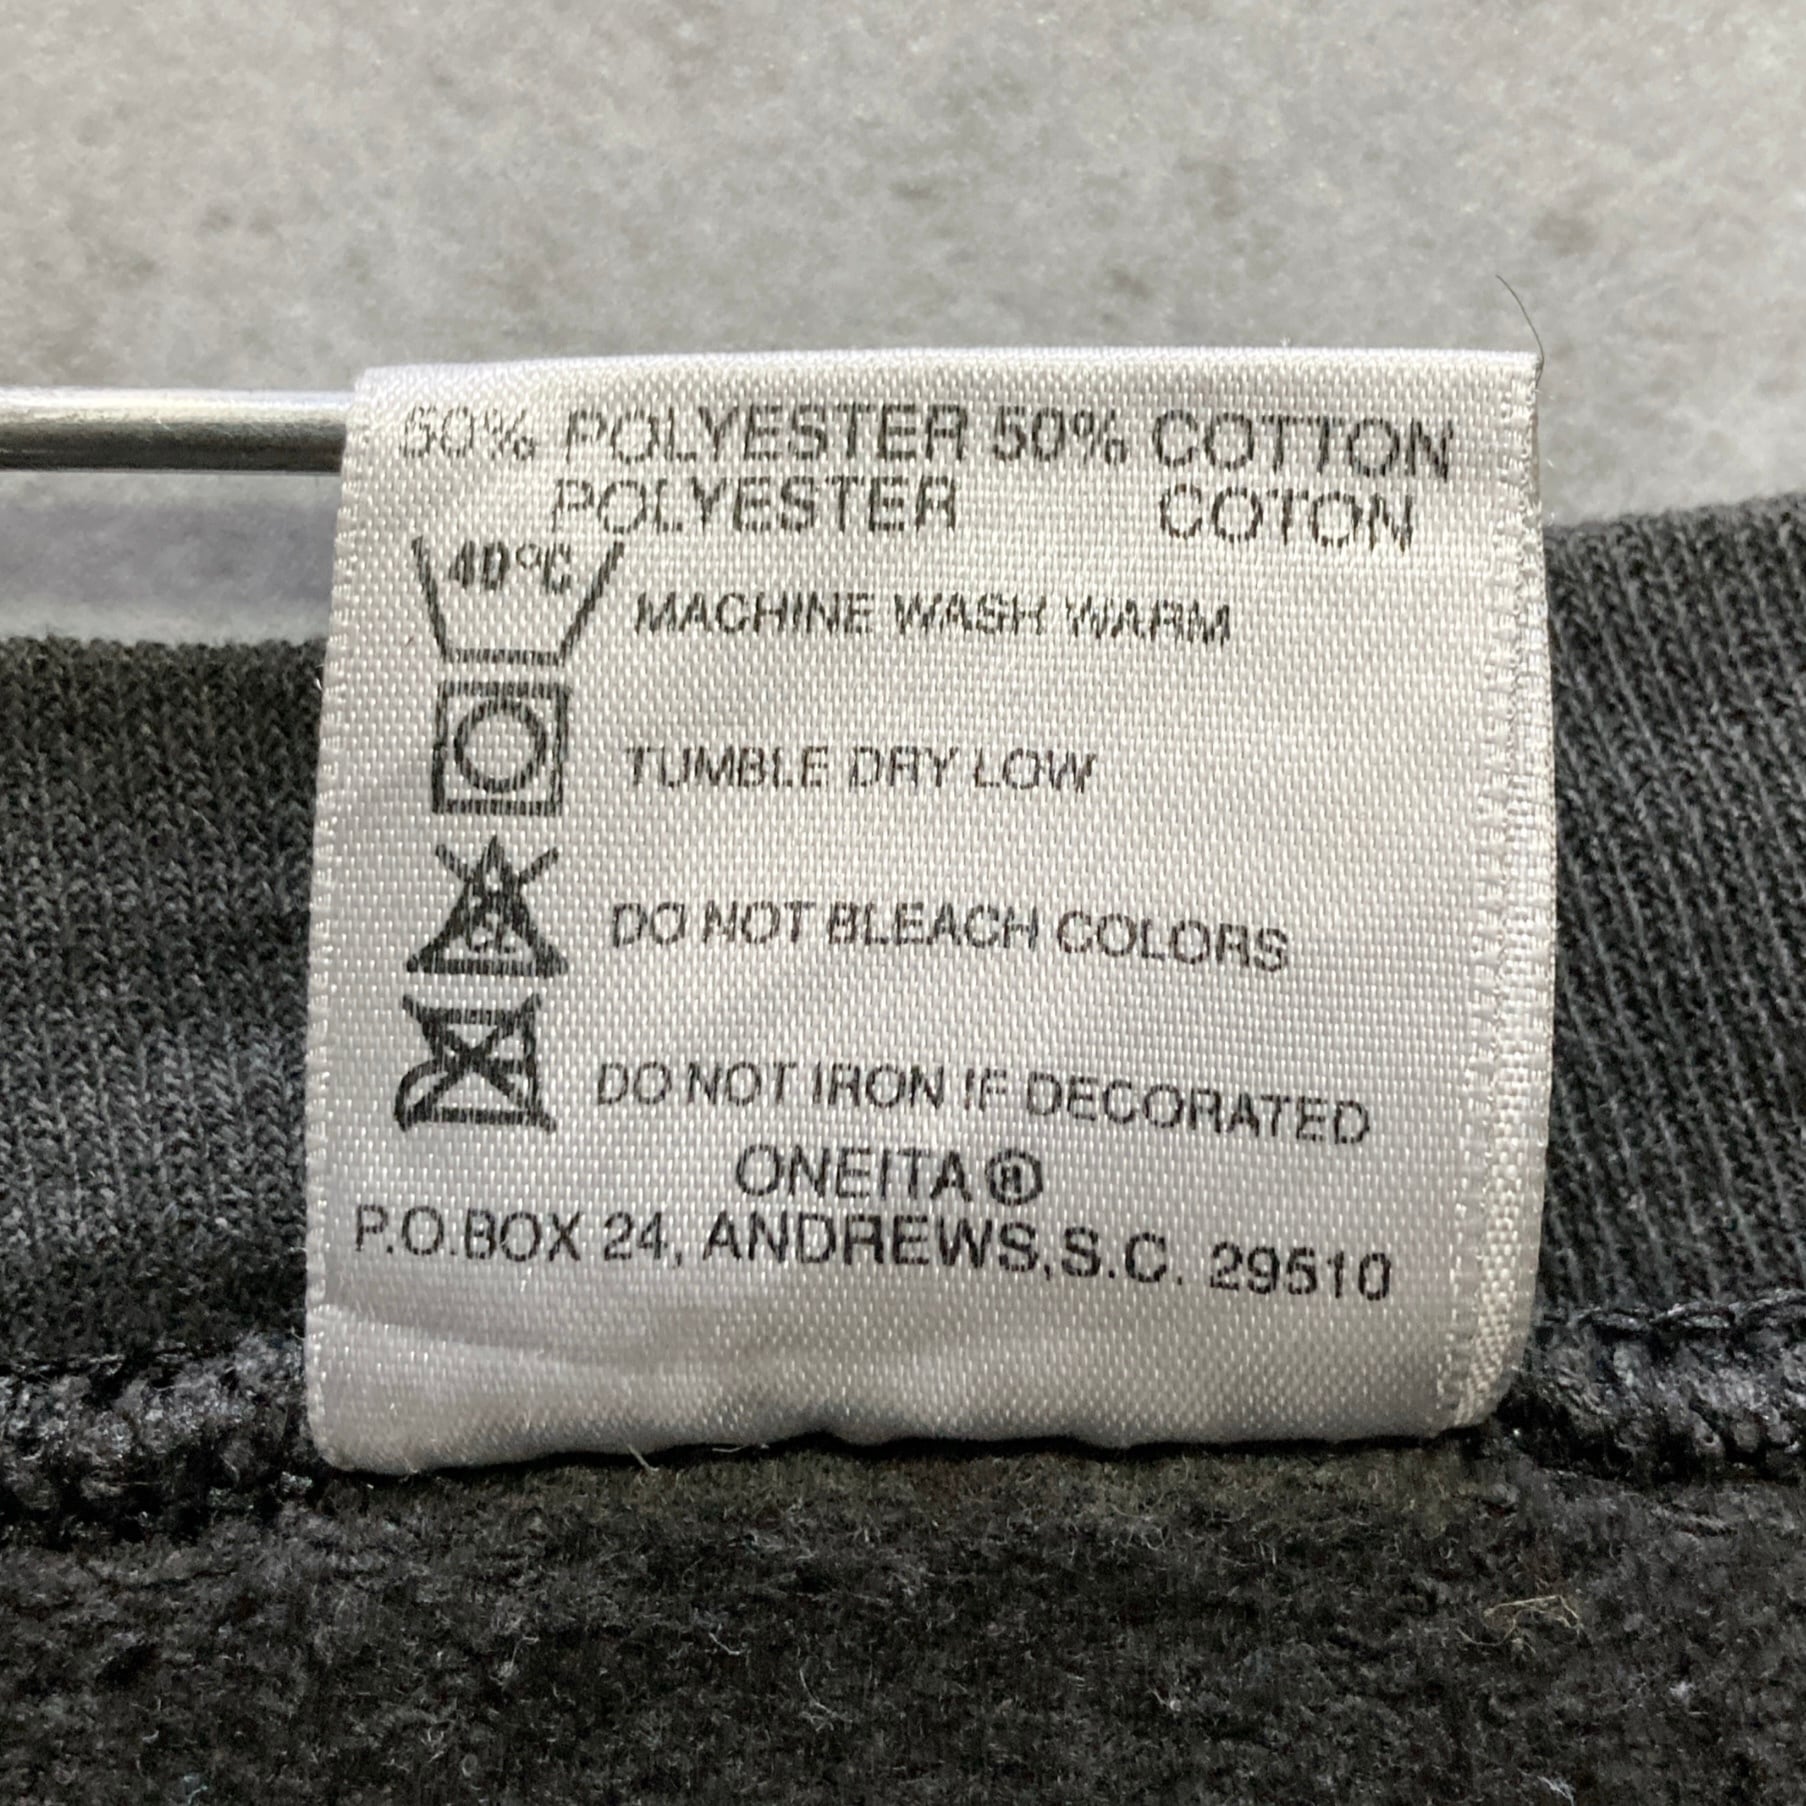 50% POLYESTER 50% COTTON
POLYESTER COTON
40°C MACHINE WASH WARM
TUMBLE DRY LOW
CL DO NOT BLEACH COLORS
DO NOT IRON IF DECORATED
ONEITA®
P.O.BOX 24, ANDREWS,S.C. 29510